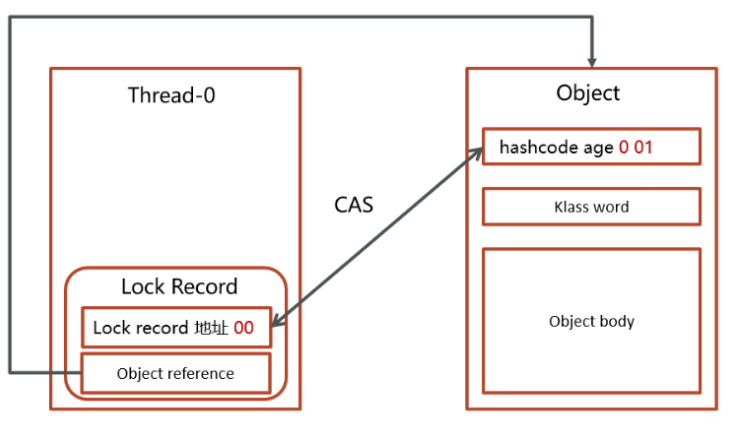 Thread-0
Object
hashcode age 0 01
CAS
Klass word
Lock Record
Lock record 地址 00
Object body
Object reference